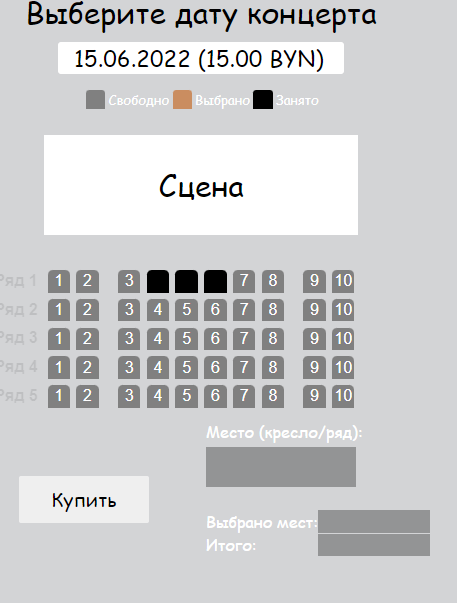 Выберите дату концерта
15.06.2022 (15.00 BYN)
Свободно Выбрано Занято
Сцена
Ряд 1 1 2 3 7 8 9 10
Ряд 2 1 2 3 4 5 6 7 8 9 10
Ряд 3 1 2 3 4 5 6 7 8 9 10
Ряд 4 1 2 3 4 5 6 7 8 9 10
Ряд 5 1 2 3 4 5 6 7 8 9 10
Место (кресло/ряд):
Купить
Выбрано мест:
Итого: